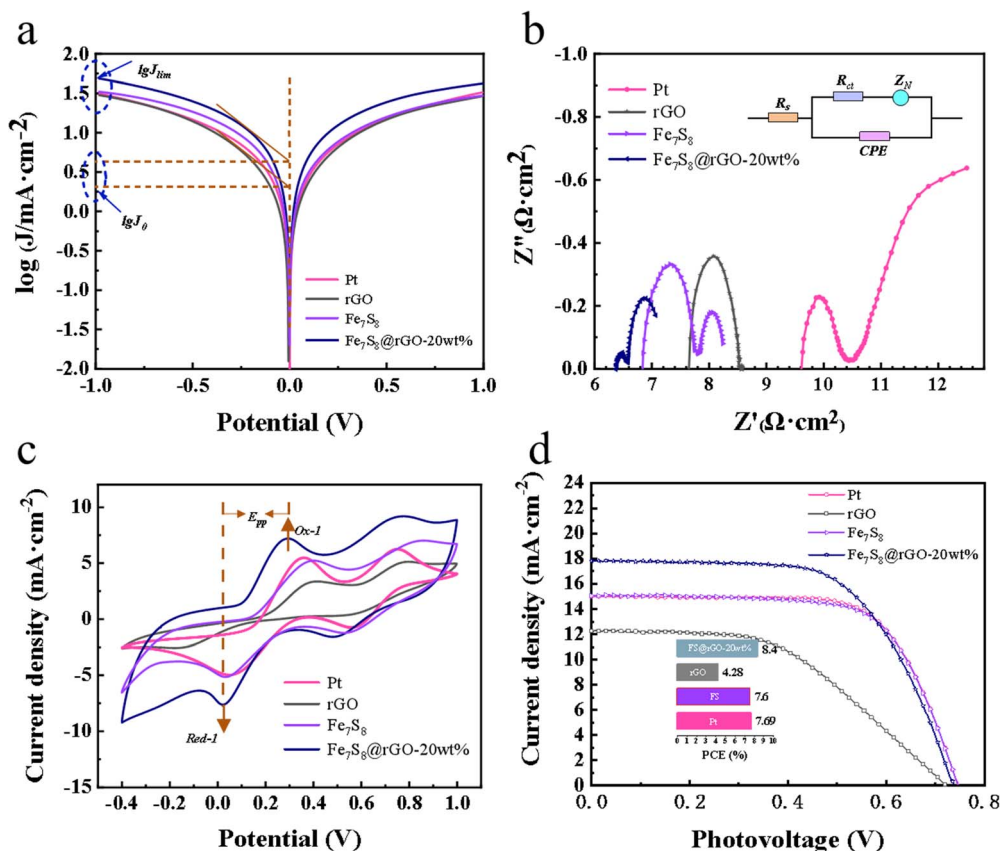 a
lgJlim
lgJ0
log (J/mA·cm-2)
2.0
1.5
1.0
0.5
0.0
-0.5
-1.0
-1.5
-2.0
Pt
rGO
Fe7S8
Fe7S8@rGO-20wt%
-1.0 -0.5 0.0 0.5 1.0
Potential (V)
b
Z''(Ω·cm2)
-1.0
-0.8
-0.6
-0.4
-0.2
0.0
Pt
rGO
Fe7S8
Fe7S8@rGO-20wt%
Rs
Rct
ZN
CPE
6 7 8 9 10 11 12
Z'(Ω·cm2)
c
Current density (mA·cm-2)
10
5
0
-5
-10
-15
Epp
Ox-1
Red-1
Pt
rGO
Fe7S8
Fe7S8@rGO-20wt%
-0.4 -0.2 0.0 0.2 0.4 0.6 0.8 1.0
Potential (V)
d
Current density (mA·cm-2)
24
22
20
18
16
14
12
10
8
6
4
2
0
Pt
rGO
Fe7S8
Fe7S8@rGO-20wt%
FS@rGO-20wt% 8.4
rGO 4.28
FS 7.6
Pt 7.69
0 1 2 3 4 5 6 7 8 9 10
PCE (%)
0.0 0.2 0.4 0.6 0.8
Photovoltage (V)